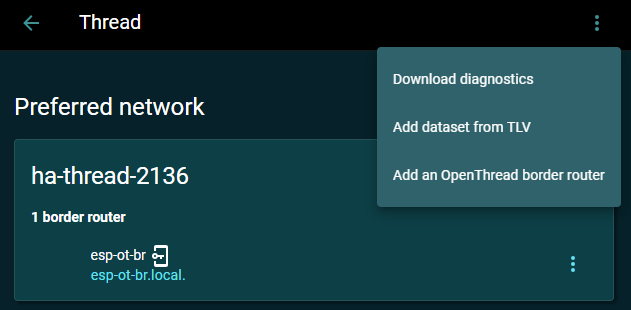 Thread
Download diagnostics
Add dataset from TLV
Add an OpenThread border router
Preferred network
ha-thread-2136
1 border router
esp-ot-br
esp-ot-br.local.